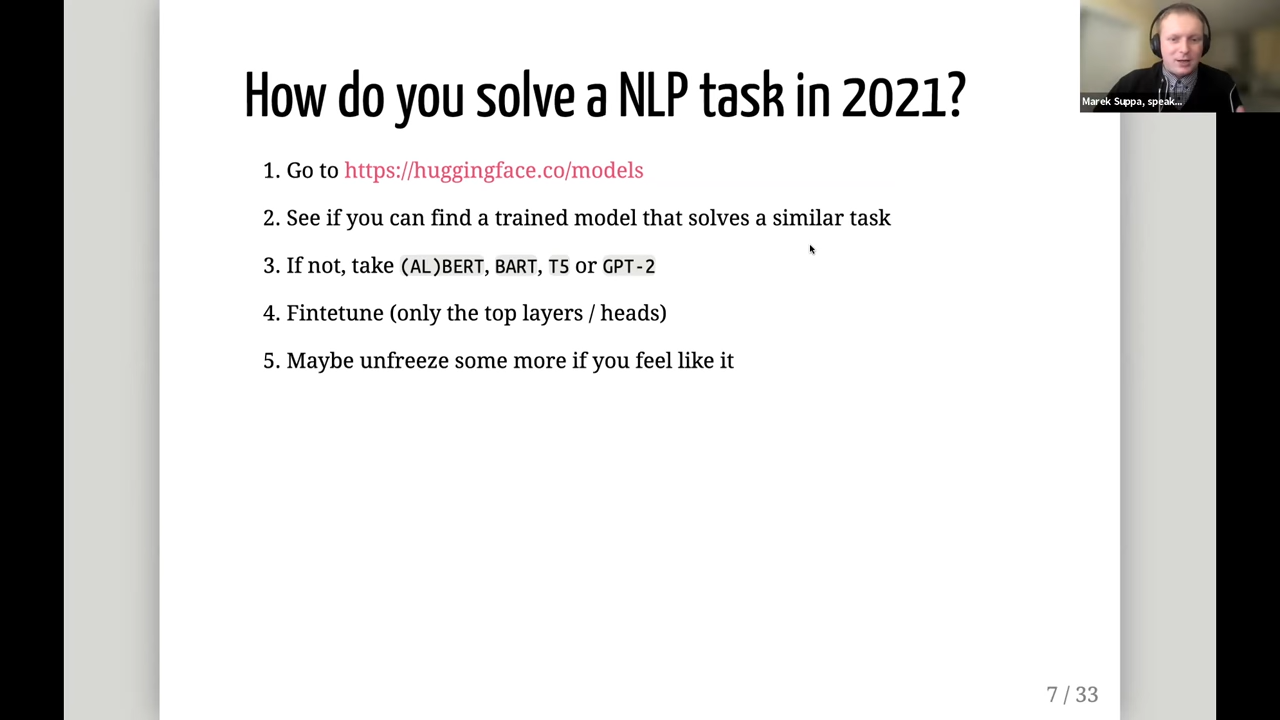 How do you solve a NLP task in 2021?
Marek Suppa, speak...
1. Go to https://huggingface.co/models
2. See if you can find a trained model that solves a similar task
3. If not, take (AL)BERT, BART, T5 or GPT-2
4. Fintetune (only the top layers / heads)
5. Maybe unfreeze some more if you feel like it
7 / 33